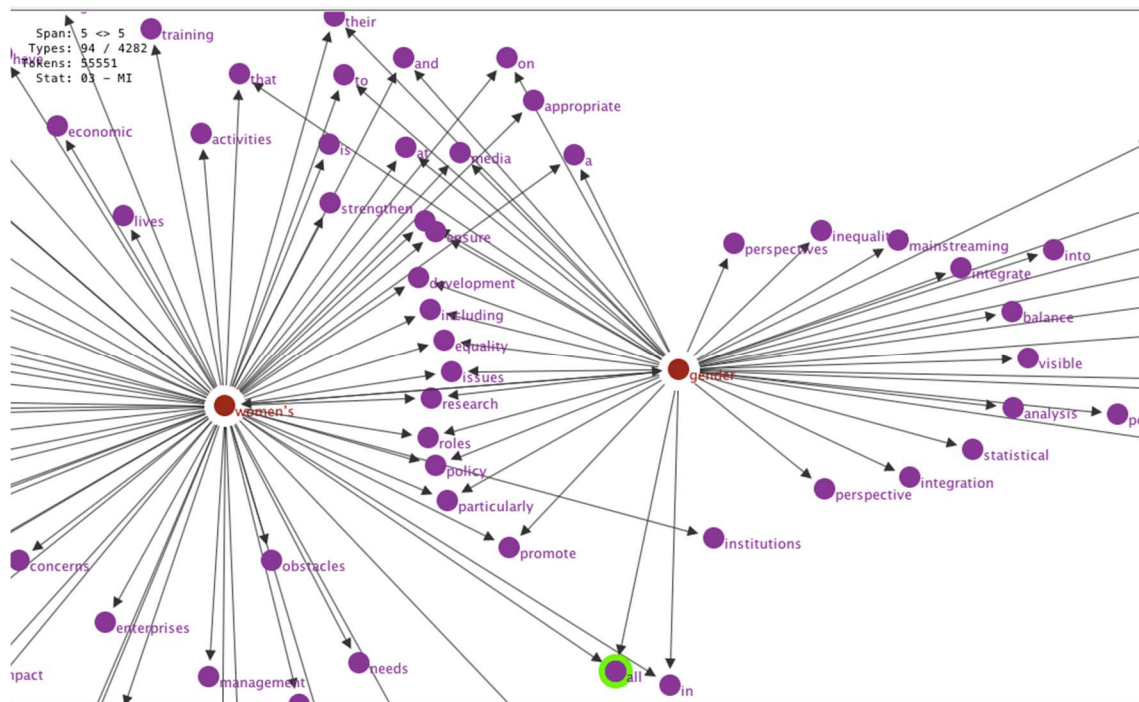 their
training
Span: 5 <> 5
Types: 94 / 4282
have
Tokens: 55551
Stat: 03 - MI
and
on
that
to
appropriate
economic
activities
is
at
media
a
lives
strengthen
ensure
perspectives
inequality
mainstreaming
into
integrate
development
including
balance
equality
visible
issues
gender
research
women's
analysis
roles
statistical
policy
integration
perspective
particularly
institutions
promote
concerns
obstacles
enterprises
needs
mpact
management
all
in